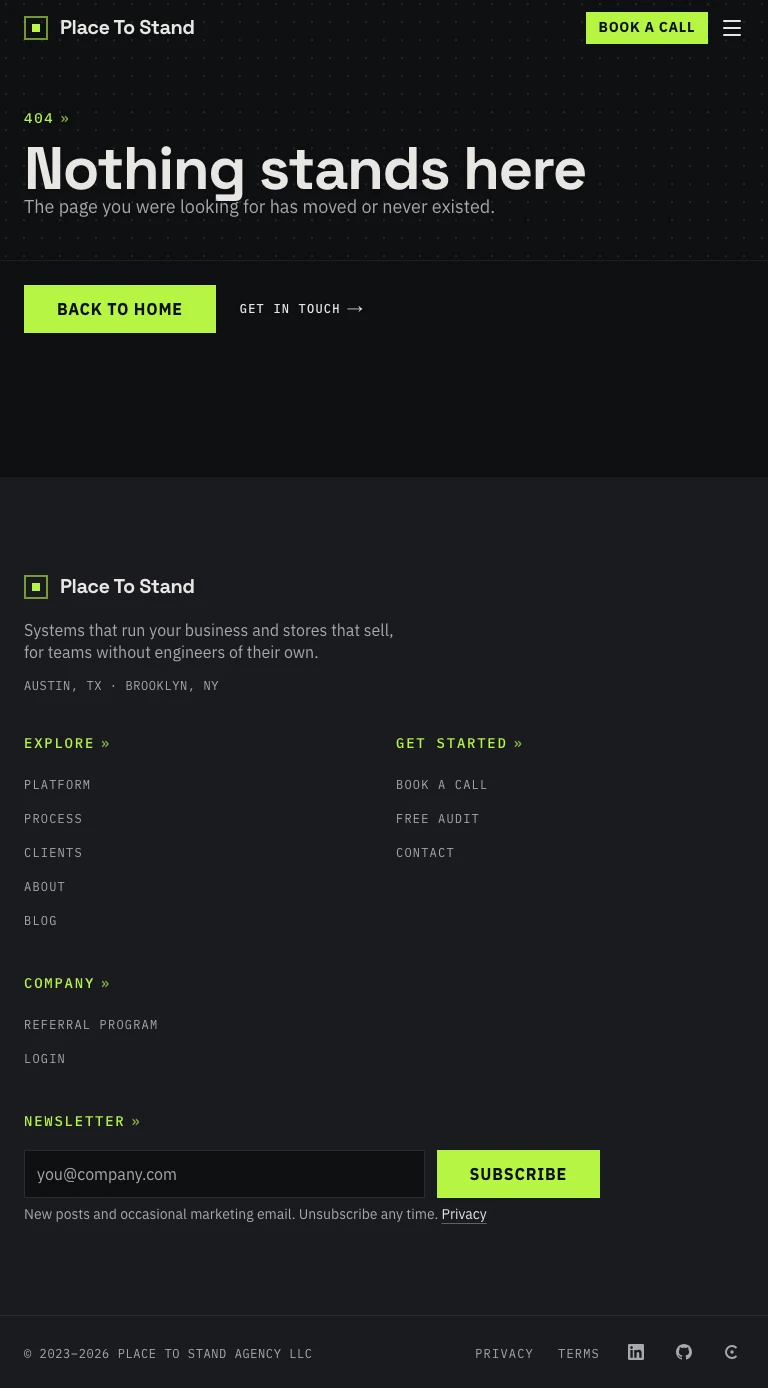 Place To Stand
BOOK A CALL
404 »
Nothing stands here
The page you were looking for has moved or never existed.
BACK TO HOME
GET IN TOUCH →
Place To Stand
Systems that run your business and stores that sell,
for teams without engineers of their own.
AUSTIN, TX · BROOKLYN, NY
EXPLORE »
PLATFORM
PROCESS
CLIENTS
ABOUT
BLOG
GET STARTED »
BOOK A CALL
FREE AUDIT
CONTACT
COMPANY »
REFERRAL PROGRAM
LOGIN
NEWSLETTER »
you@company.com
SUBSCRIBE
New posts and occasional marketing email. Unsubscribe any time. Privacy
© 2023–2026 PLACE TO STAND AGENCY LLC
PRIVACY
TERMS